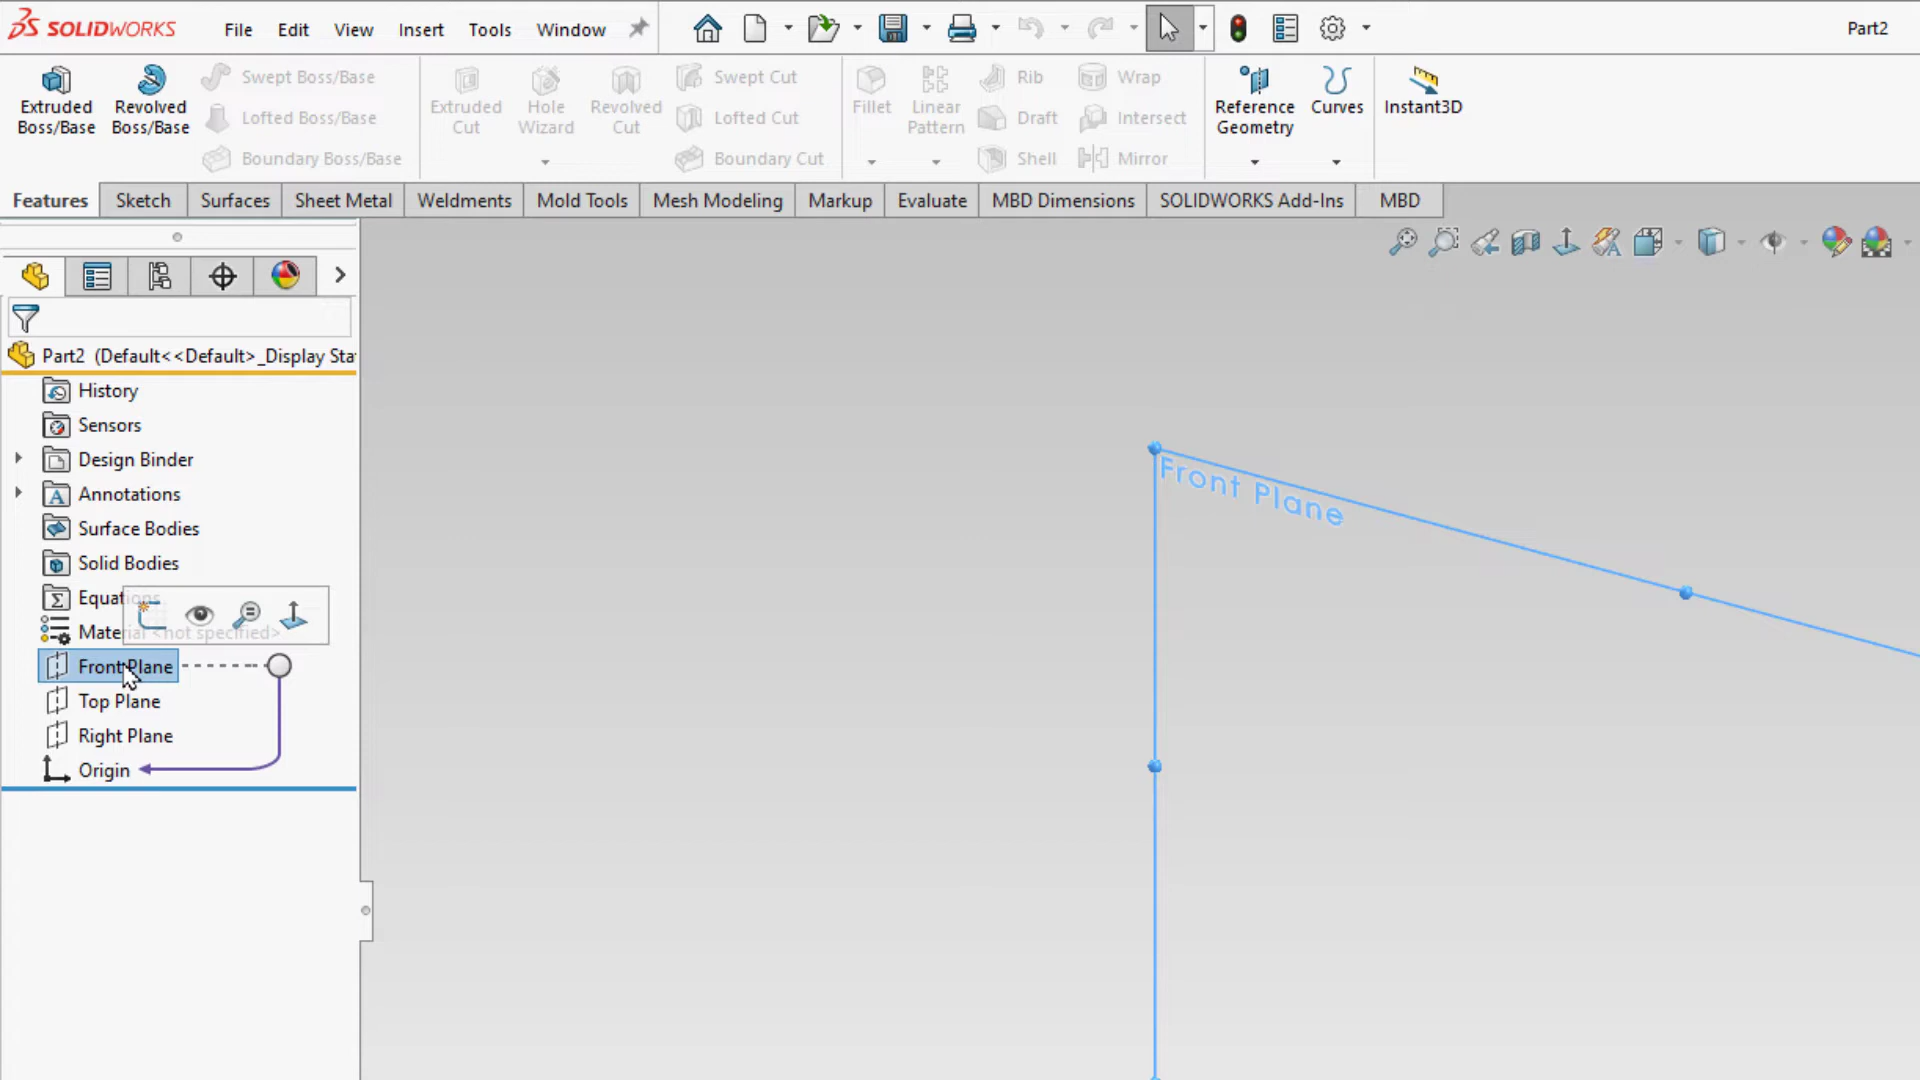 SOLIDWORKS File Edit View Insert Tools Window Part2
Extruded Boss/Base
Revolved Boss/Base
Swept Boss/Base
Lofted Boss/Base
Boundary Boss/Base
Extruded Cut
Hole Wizard
Revolved Cut
Swept Cut
Lofted Cut
Boundary Cut
Fillet
Linear Pattern
Rib
Draft
Shell
Wrap
Intersect
Mirror
Reference Geometry
Curves
Instant3D
Features Sketch Surfaces Sheet Metal Weldments Mold Tools Mesh Modeling Markup Evaluate MBD Dimensions SOLIDWORKS Add-Ins MBD
Part2 (Default<<Default>_Display Sta
History
Sensors
Design Binder
Annotations
Surface Bodies
Solid Bodies
Equations
Material <not specified>
Front Plane
Top Plane
Right Plane
Origin
Front Plane